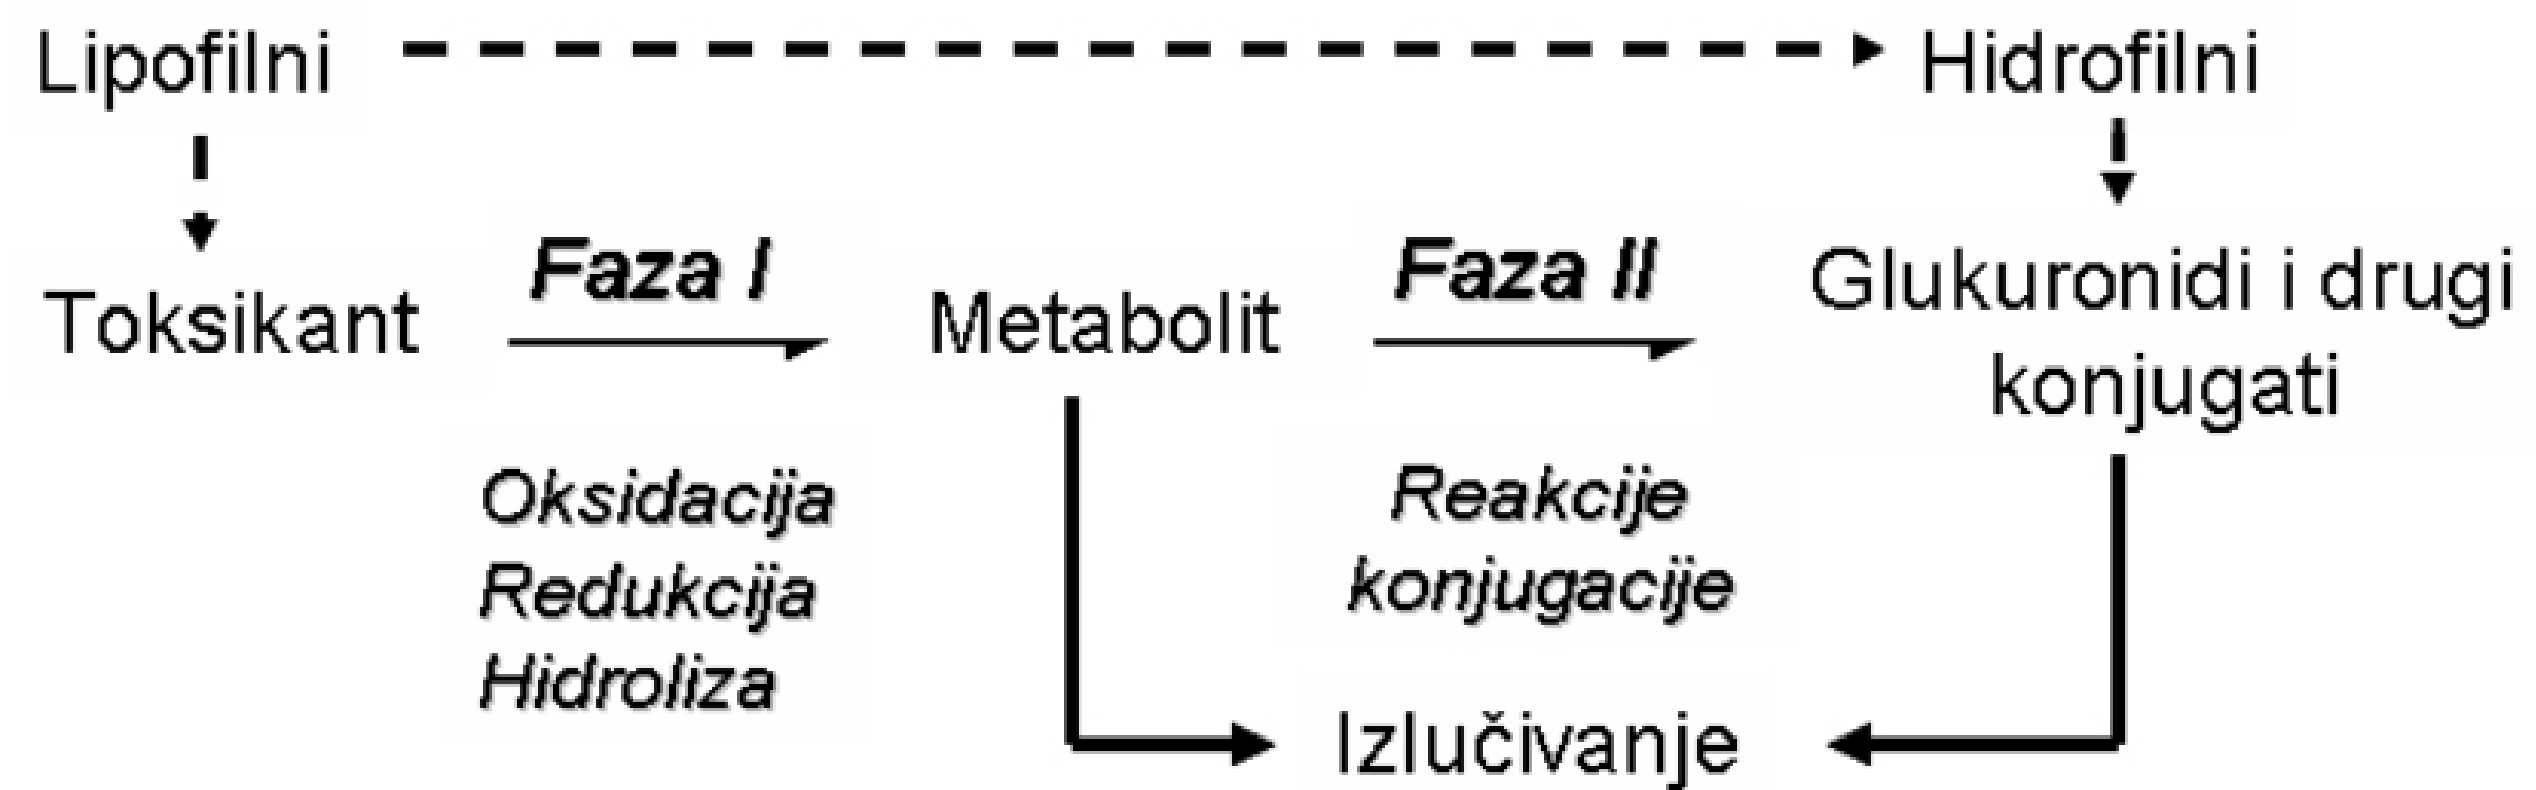 Lipofilni
Hidrofilni
Toksikant
Faza I
Metabolit
Faza II
Glukuronidi i drugi
konjugati
Oksidacija
Redukcija
Hidroliza
Reakcije
konjugacije
Izlučivanje